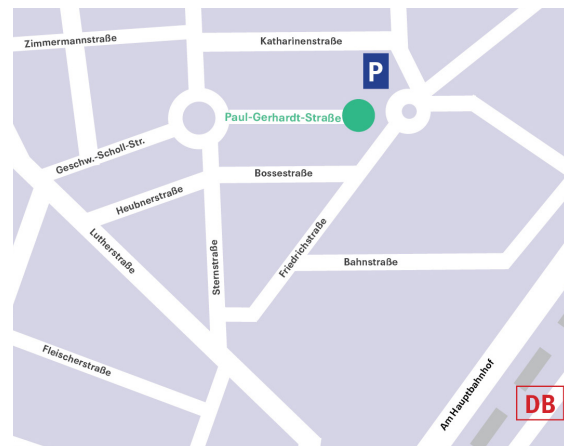 Zimmermannstraße
Katharinenstraße
P
Paul-Gerhardt-Straße
Geschw.-Scholl-Str.
Bossestraße
Heubnerstraße
Lutherstraße
Sternstraße
Friedrichstraße
Bahnstraße
Fleischerstraße
Am Hauptbahnhof
DB